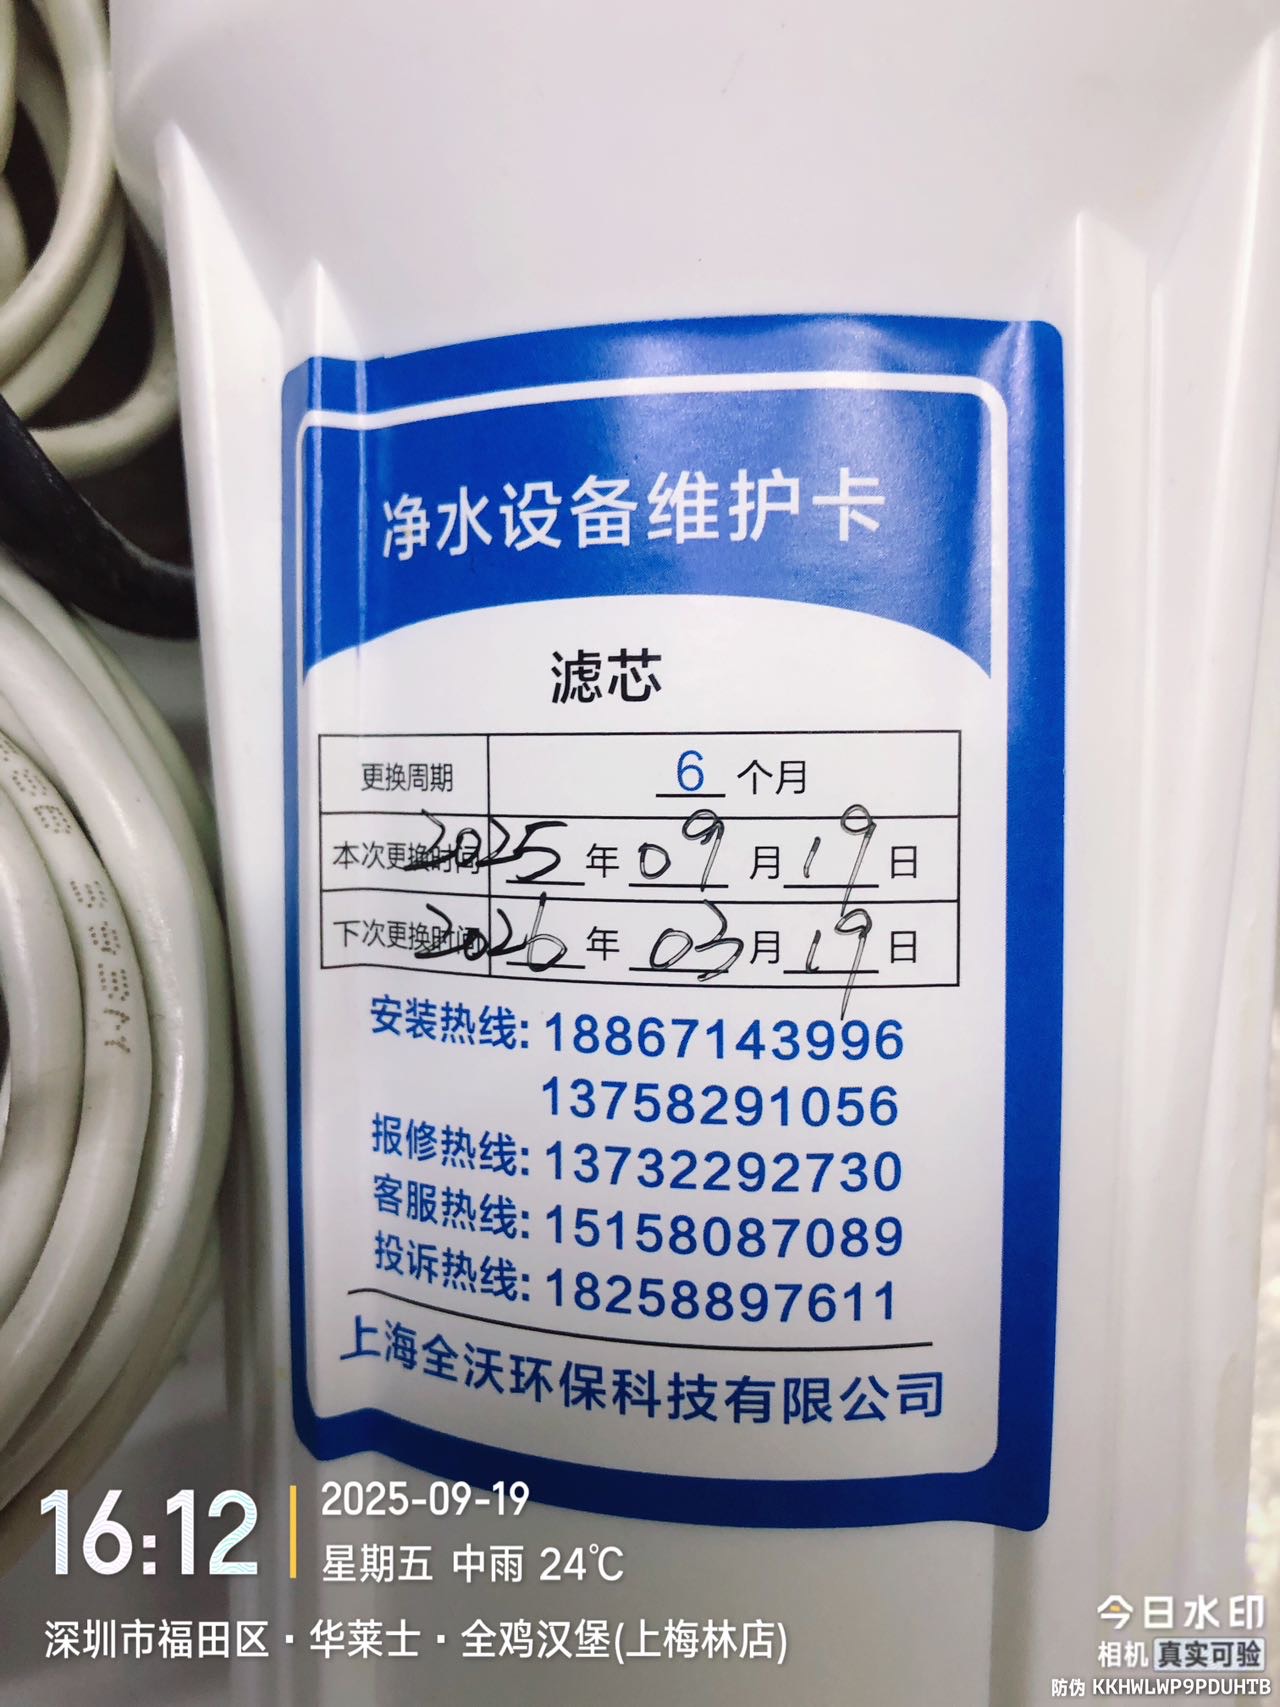 净水设备维护卡
滤芯
更换周期 6 个月
本次更换时间 2025 年 09 月 19 日
下次更换时间 2026 年 03 月 19 日
安装热线: 18867143996
13758291056
报修热线: 13732292730
客服热线: 15158087089
投诉热线: 18258897611
上海全沃环保科技有限公司
16:12
2025-09-19
星期五 中雨 24℃
深圳市福田区·华莱士·全鸡汉堡(上梅林店)
今日水印
相机 真实可验
防伪 KKHWLWP9PDUHTB